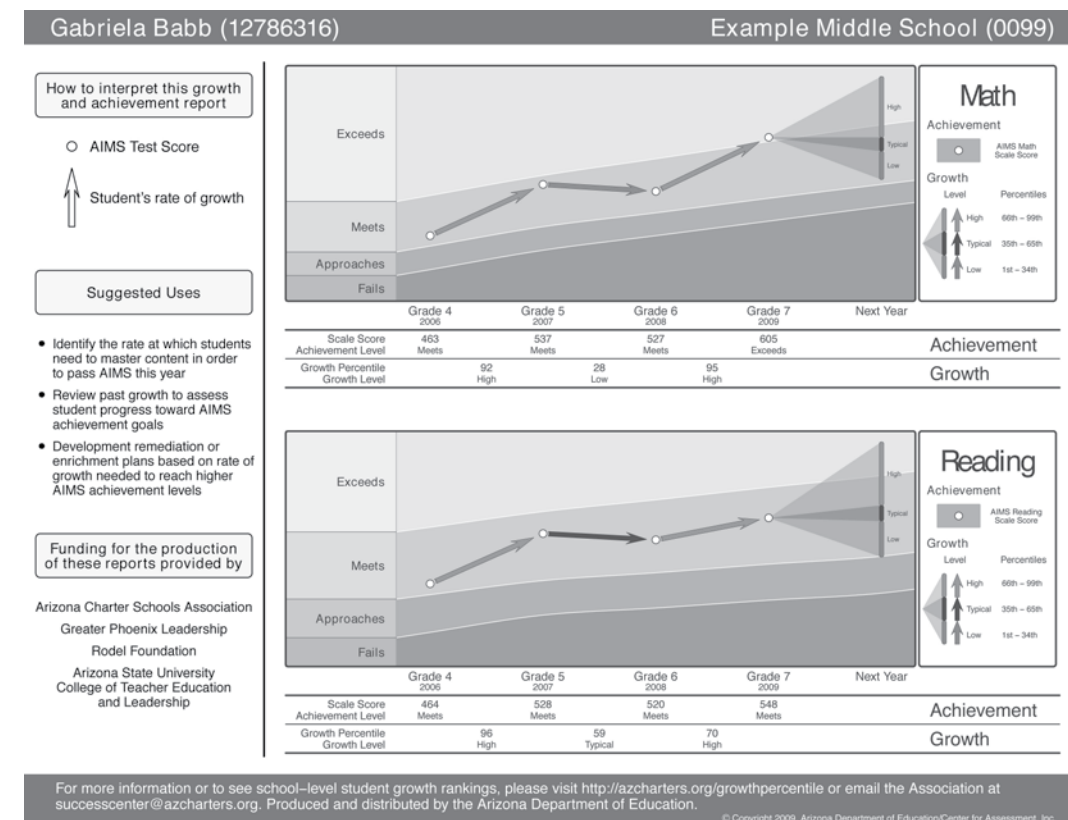 Gabriela Babb (12786316)
Example Middle School (0099)
How to interpret this growth
and achievement report
AIMS Test Score
Student's rate of growth
Suggested Uses
• Identify the rate at which students
need to master content in order
to pass AIMS this year
• Review past growth to assess
student progress toward AIMS
achievement goals
• Development remediation or
enrichment plans based on rate of
growth needed to reach higher
AIMS achievement levels
Funding for the production
of these reports provided by
Arizona Charter Schools Association
Greater Phoenix Leadership
Rodel Foundation
Arizona State University
College of Teacher Education
and Leadership
Exceeds
Meets
Approaches
Fails
High
Typical
Low
Grade 4 Grade 5 Grade 6 Grade 7 Next Year
2006 2007 2008 2009
Scale Score 463 537 527 605
Achievement Level Meets Meets Meets Exceeds
Achievement
Growth Percentile 92 28 95
Growth Level High Low High
Growth
Math
Achievement
AIMS Math
Scale Score
Growth
Level Percentiles
High 66th – 99th
Typical 35th – 65th
Low 1st – 34th
Exceeds
Meets
Approaches
Fails
High
Typical
Low
Grade 4 Grade 5 Grade 6 Grade 7 Next Year
2006 2007 2008 2009
Scale Score 464 528 520 548
Achievement Level Meets Meets Meets Meets
Achievement
Growth Percentile 96 59 70
Growth Level High Typical High
Growth
Reading
Achievement
AIMS Reading
Scale Score
Growth
Level Percentiles
High 66th – 99th
Typical 35th – 65th
Low 1st – 34th
For more information or to see school–level student growth rankings, please visit http://azcharters.org/growthpercentile or email the Association at
successcenter@azcharters.org. Produced and distributed by the Arizona Department of Education.
© Copyright 2009, Arizona Department of Education/Center for Assessment, Inc.